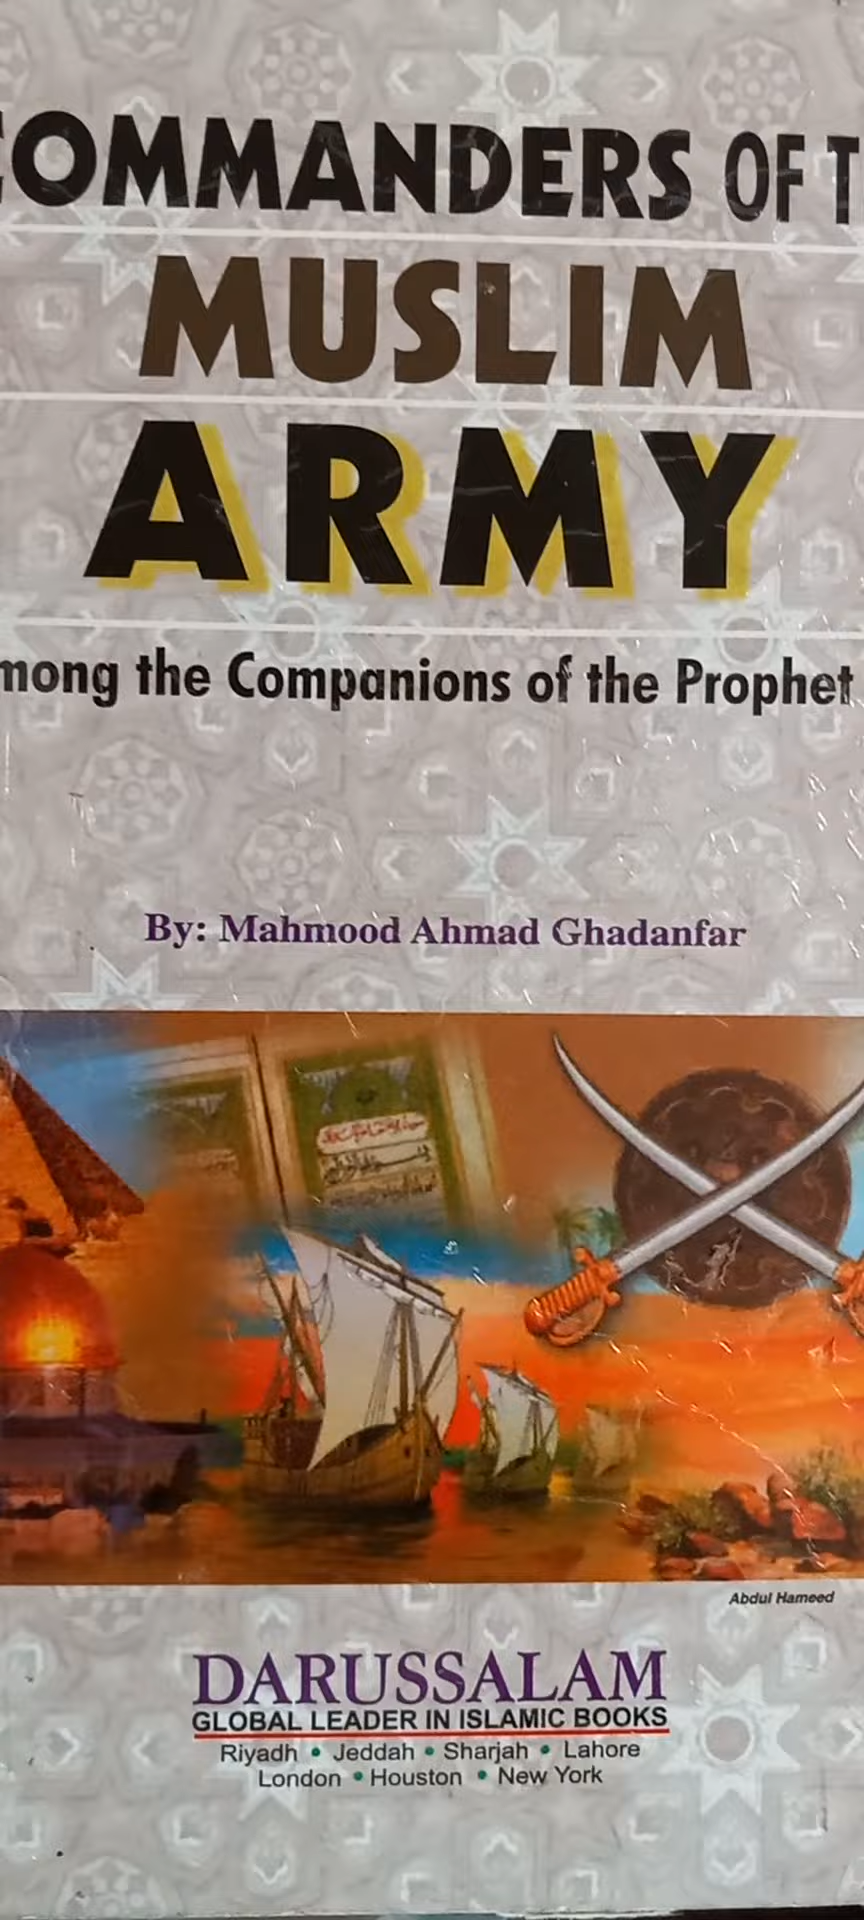 COMMANDERS OF T
MUSLIM
ARMY
mong the Companions of the Prophet
By: Mahmood Ahmad Ghadanfar
Abdul Hameed
DARUSSALAM
GLOBAL LEADER IN ISLAMIC BOOKS
Riyadh • Jeddah • Sharjah • Lahore
London • Houston • New York